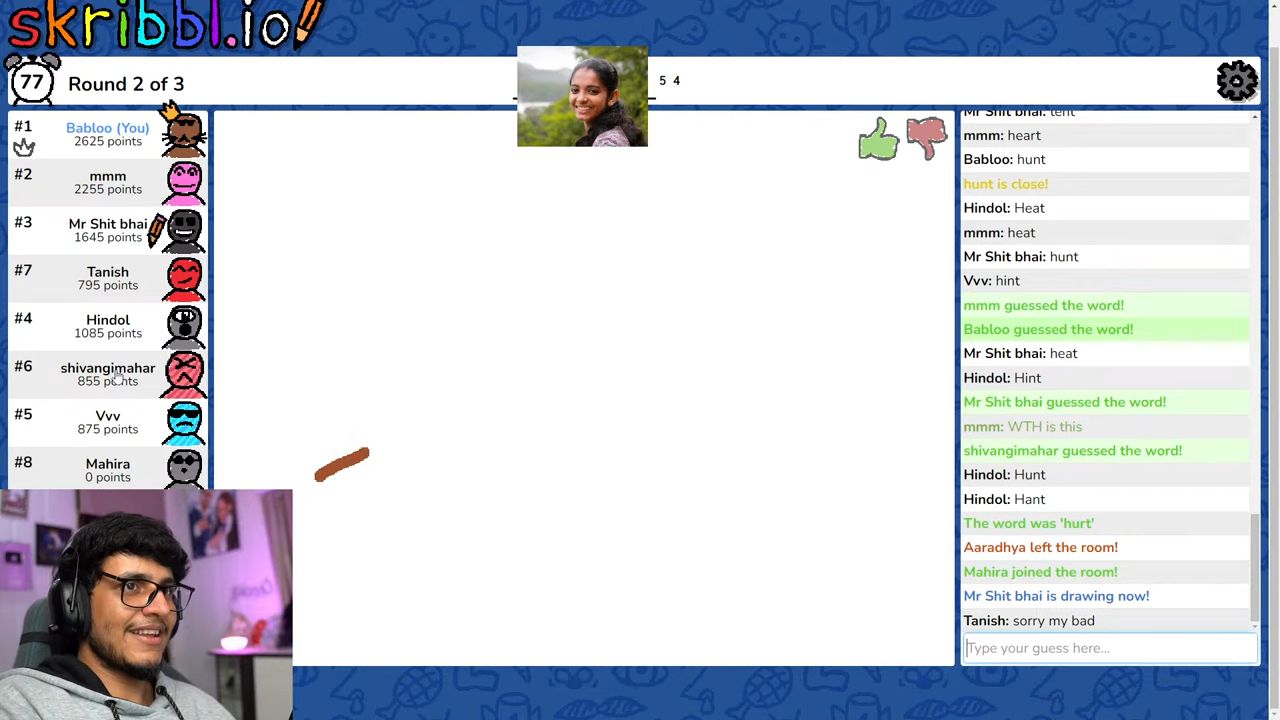 skribbl.io
77
Round 2 of 3
5 4
#1
Babloo (You)
2625 points
#2
mmm
2255 points
#3
Mr Shit bhai
1645 points
#7
Tanish
795 points
#4
Hindol
1085 points
#6
shivangimahar
855 points
#5
Vvv
875 points
#8
Mahira
0 points
Mr Shit bhai: tent
mmm: heart
Babloo: hunt
hunt is close!
Hindol: Heat
mmm: heat
Mr Shit bhai: hunt
Vvv: hint
mmm guessed the word!
Babloo guessed the word!
Mr Shit bhai: heat
Hindol: Hint
Mr Shit bhai guessed the word!
mmm: WTH is this
shivangimahar guessed the word!
Hindol: Hunt
Hindol: Hant
The word was 'hurt'
Aaradhya left the room!
Mahira joined the room!
Mr Shit bhai is drawing now!
Tanish: sorry my bad
Type your guess here...